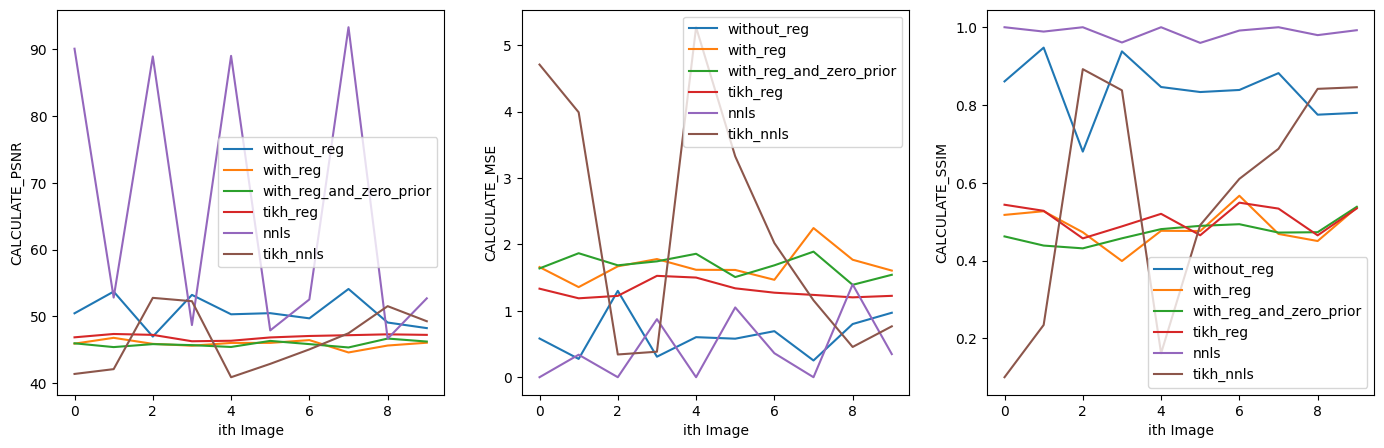 CALCULATE_PSNR
90
80
70
60
50
40
without_reg
with_reg
with_reg_and_zero_prior
tikh_reg
nnls
tikh_nnls
0 2 4 6 8
ith Image
CALCULATE_MSE
5
4
3
2
1
0
without_reg
with_reg
with_reg_and_zero_prior
tikh_reg
nnls
tikh_nnls
0 2 4 6 8
ith Image
CALCULATE_SSIM
1.0
0.8
0.6
0.4
0.2
without_reg
with_reg
with_reg_and_zero_prior
tikh_reg
nnls
tikh_nnls
0 2 4 6 8
ith Image